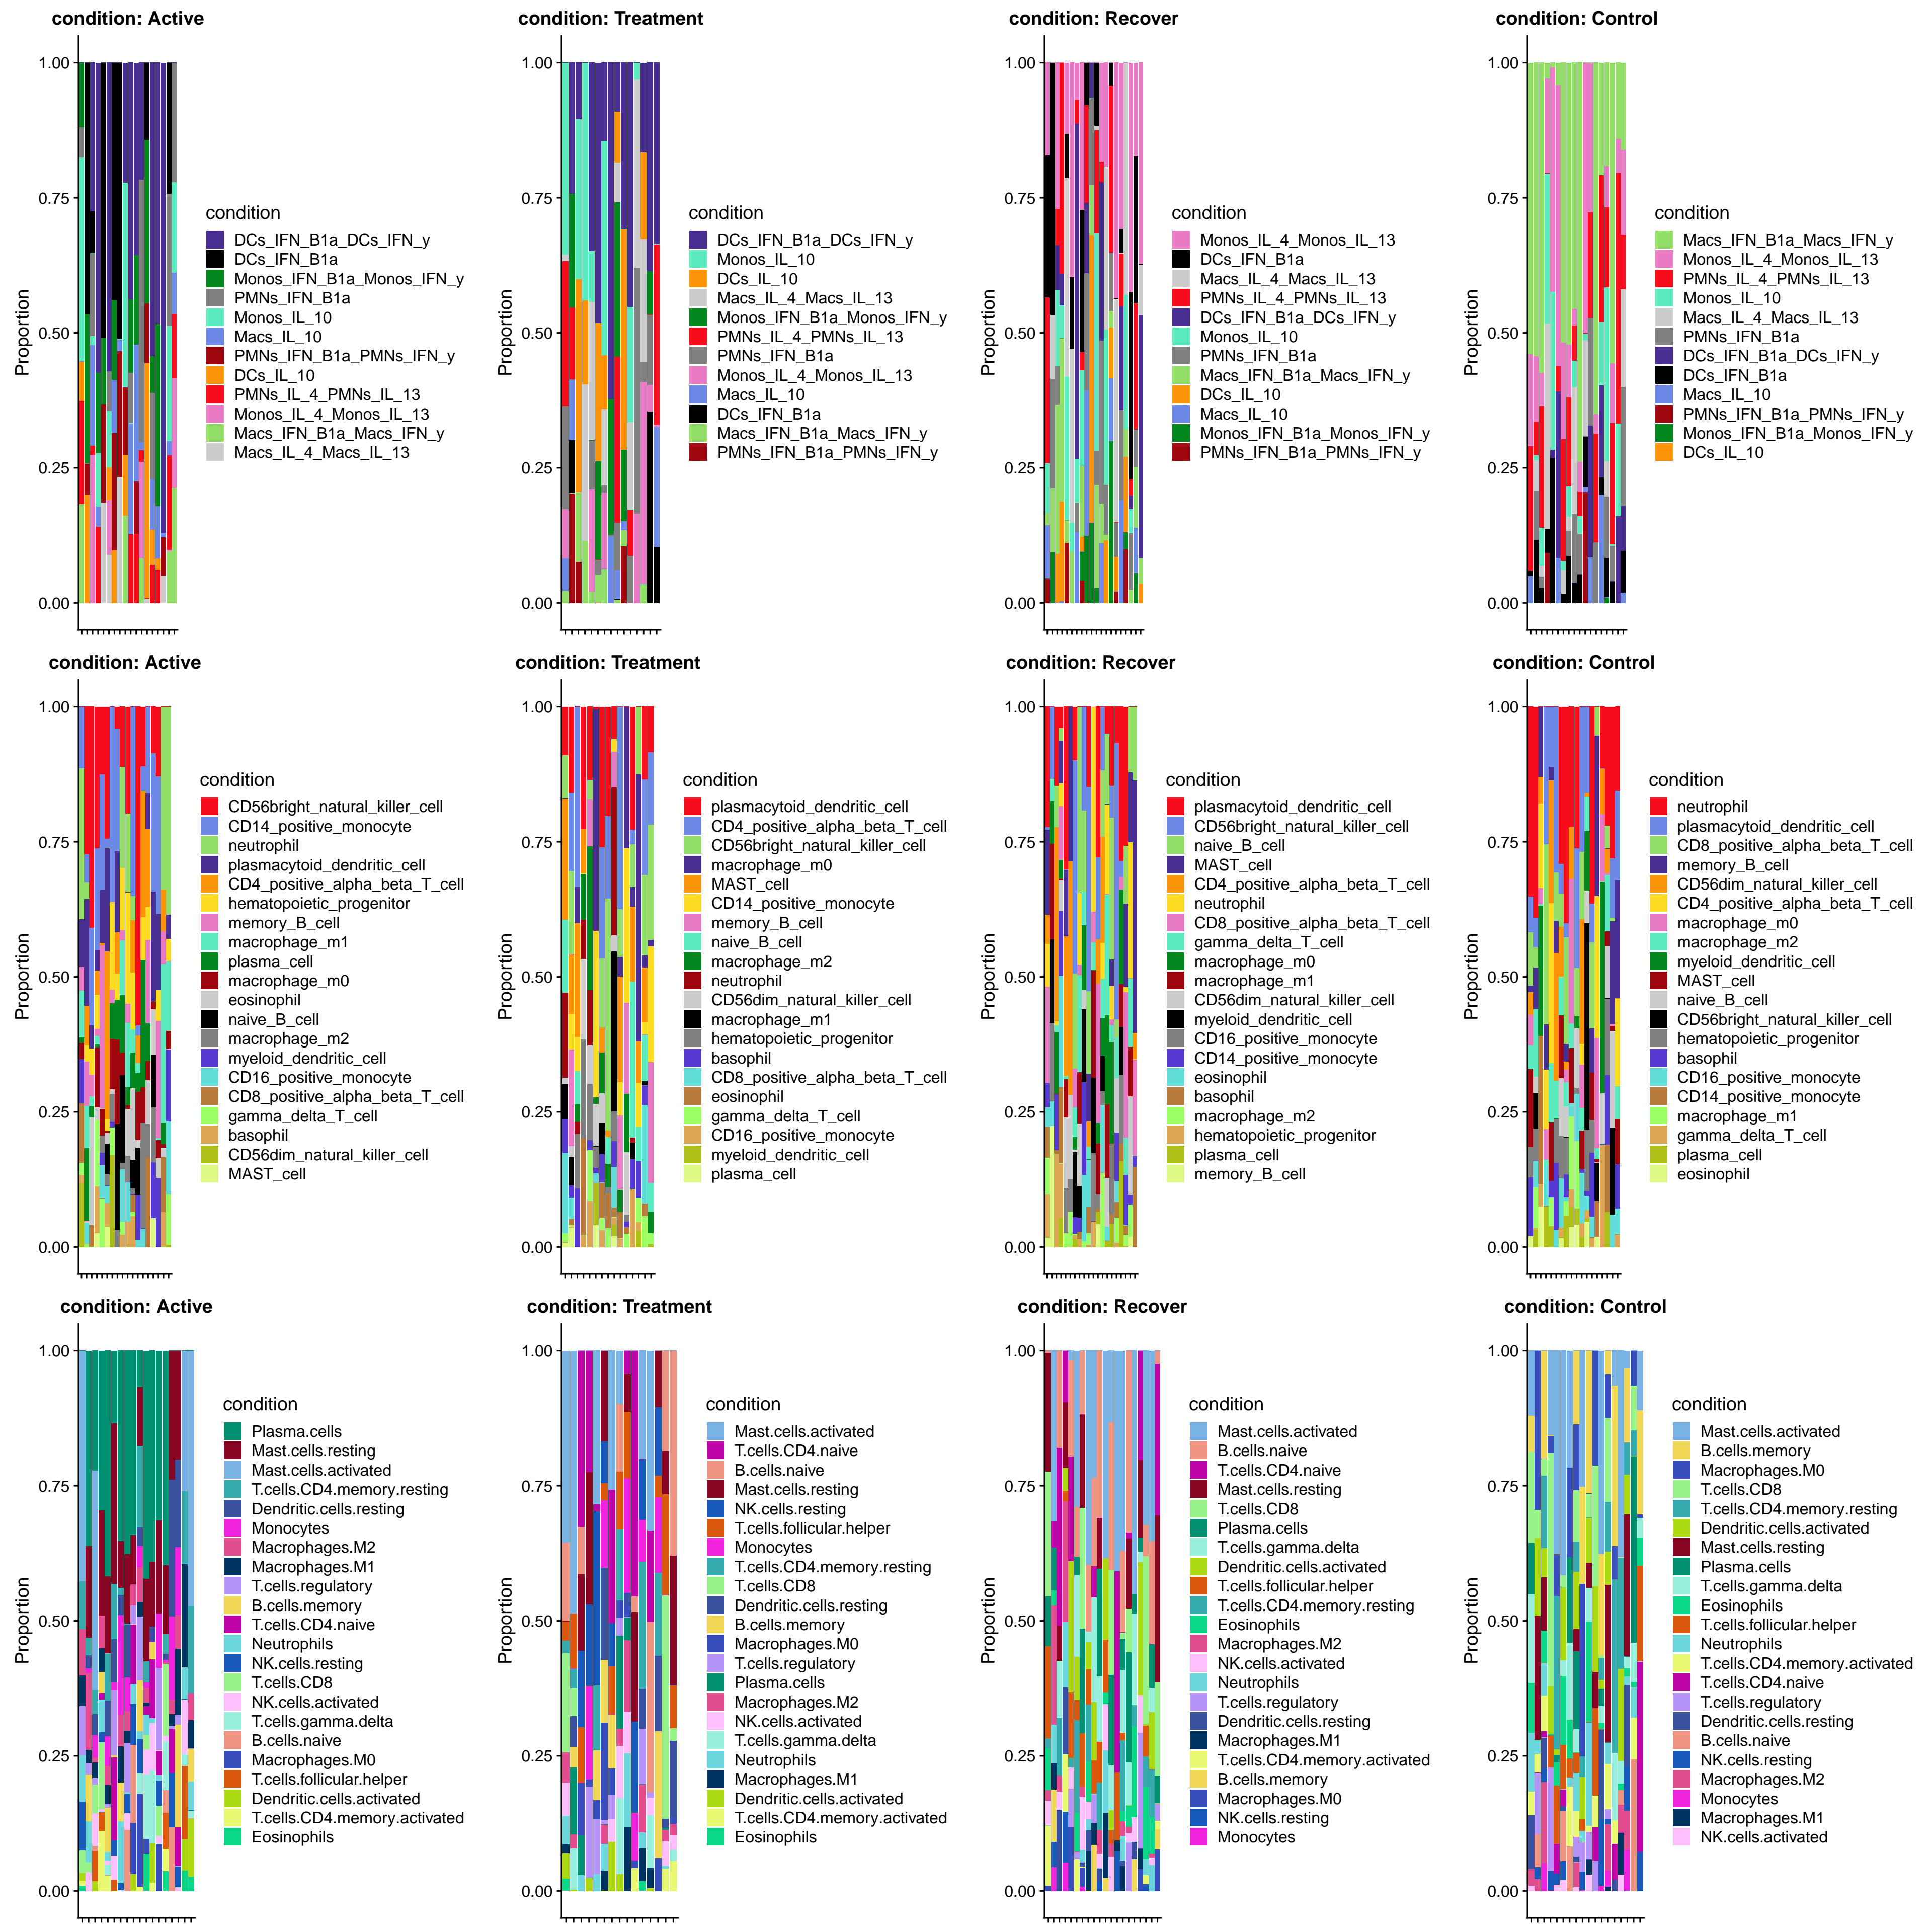 condition: Active
1.00
0.75
0.50
0.25
0.00
Proportion
condition
DCs_IFN_B1a_DCs_IFN_y
DCs_IFN_B1a
Monos_IFN_B1a_Monos_IFN_y
PMNs_IFN_B1a
Monos_IL_10
Macs_IL_10
PMNs_IFN_B1a_PMNs_IFN_y
DCs_IL_10
PMNs_IL_4_PMNs_IL_13
Monos_IL_4_Monos_IL_13
Macs_IFN_B1a_Macs_IFN_y
Macs_IL_4_Macs_IL_13
condition: Treatment
1.00
0.75
0.50
0.25
0.00
Proportion
condition
DCs_IFN_B1a_DCs_IFN_y
Monos_IL_10
DCs_IL_10
Macs_IL_4_Macs_IL_13
Monos_IFN_B1a_Monos_IFN_y
PMNs_IL_4_PMNs_IL_13
PMNs_IFN_B1a
Monos_IL_4_Monos_IL_13
Macs_IL_10
DCs_IFN_B1a
Macs_IFN_B1a_Macs_IFN_y
PMNs_IFN_B1a_PMNs_IFN_y
condition: Recover
1.00
0.75
0.50
0.25
0.00
Proportion
condition
Monos_IL_4_Monos_IL_13
DCs_IFN_B1a
Macs_IL_4_Macs_IL_13
PMNs_IL_4_PMNs_IL_13
DCs_IFN_B1a_DCs_IFN_y
Monos_IL_10
PMNs_IFN_B1a
Macs_IFN_B1a_Macs_IFN_y
DCs_IL_10
Macs_IL_10
Monos_IFN_B1a_Monos_IFN_y
PMNs_IFN_B1a_PMNs_IFN_y
condition: Control
1.00
0.75
0.50
0.25
0.00
Proportion
condition
Macs_IFN_B1a_Macs_IFN_y
Monos_IL_4_Monos_IL_13
PMNs_IL_4_PMNs_IL_13
Monos_IL_10
Macs_IL_4_Macs_IL_13
PMNs_IFN_B1a
DCs_IFN_B1a_DCs_IFN_y
DCs_IFN_B1a
Macs_IL_10
PMNs_IFN_B1a_PMNs_IFN_y
Monos_IFN_B1a_Monos_IFN_y
DCs_IL_10
condition: Active
1.00
0.75
0.50
0.25
0.00
Proportion
condition
CD56bright_natural_killer_cell
CD14_positive_monocyte
neutrophil
plasmacytoid_dendritic_cell
CD4_positive_alpha_beta_T_cell
hematopoietic_progenitor
memory_B_cell
macrophage_m1
plasma_cell
macrophage_m0
eosinophil
naive_B_cell
macrophage_m2
myeloid_dendritic_cell
CD16_positive_monocyte
CD8_positive_alpha_beta_T_cell
gamma_delta_T_cell
basophil
CD56dim_natural_killer_cell
MAST_cell
condition: Treatment
1.00
0.75
0.50
0.25
0.00
Proportion
condition
plasmacytoid_dendritic_cell
CD4_positive_alpha_beta_T_cell
CD56bright_natural_killer_cell
macrophage_m0
MAST_cell
CD14_positive_monocyte
memory_B_cell
naive_B_cell
macrophage_m2
neutrophil
CD56dim_natural_killer_cell
macrophage_m1
hematopoietic_progenitor
basophil
CD8_positive_alpha_beta_T_cell
eosinophil
gamma_delta_T_cell
CD16_positive_monocyte
myeloid_dendritic_cell
plasma_cell
condition: Recover
1.00
0.75
0.50
0.25
0.00
Proportion
condition
plasmacytoid_dendritic_cell
CD56bright_natural_killer_cell
naive_B_cell
MAST_cell
CD4_positive_alpha_beta_T_cell
neutrophil
CD8_positive_alpha_beta_T_cell
gamma_delta_T_cell
macrophage_m0
macrophage_m1
CD56dim_natural_killer_cell
myeloid_dendritic_cell
CD16_positive_monocyte
CD14_positive_monocyte
eosinophil
basophil
macrophage_m2
hematopoietic_progenitor
plasma_cell
memory_B_cell
condition: Control
1.00
0.75
0.50
0.25
0.00
Proportion
condition
neutrophil
plasmacytoid_dendritic_cell
CD8_positive_alpha_beta_T_cell
memory_B_cell
CD56dim_natural_killer_cell
CD4_positive_alpha_beta_T_cell
macrophage_m0
macrophage_m2
myeloid_dendritic_cell
MAST_cell
naive_B_cell
CD56bright_natural_killer_cell
hematopoietic_progenitor
basophil
CD16_positive_monocyte
CD14_positive_monocyte
macrophage_m1
gamma_delta_T_cell
plasma_cell
eosinophil
condition: Active
1.00
0.75
0.50
0.25
0.00
Proportion
condition
Plasma.cells
Mast.cells.resting
Mast.cells.activated
T.cells.CD4.memory.resting
Dendritic.cells.resting
Monocytes
Macrophages.M2
Macrophages.M1
T.cells.regulatory
B.cells.memory
T.cells.CD4.naive
Neutrophils
NK.cells.resting
T.cells.CD8
NK.cells.activated
T.cells.gamma.delta
B.cells.naive
Macrophages.M0
T.cells.follicular.helper
Dendritic.cells.activated
T.cells.CD4.memory.activated
Eosinophils
condition: Treatment
1.00
0.75
0.50
0.25
0.00
Proportion
condition
Mast.cells.activated
T.cells.CD4.naive
B.cells.naive
Mast.cells.resting
NK.cells.resting
T.cells.follicular.helper
Monocytes
T.cells.CD4.memory.resting
T.cells.CD8
Dendritic.cells.resting
B.cells.memory
Macrophages.M0
T.cells.regulatory
Plasma.cells
Macrophages.M2
NK.cells.activated
T.cells.gamma.delta
Neutrophils
Macrophages.M1
Dendritic.cells.activated
T.cells.CD4.memory.activated
Eosinophils
condition: Recover
1.00
0.75
0.50
0.25
0.00
Proportion
condition
Mast.cells.activated
B.cells.naive
T.cells.CD4.naive
Mast.cells.resting
T.cells.CD8
Plasma.cells
T.cells.gamma.delta
Dendritic.cells.activated
T.cells.follicular.helper
T.cells.CD4.memory.resting
Eosinophils
Macrophages.M2
NK.cells.activated
Neutrophils
T.cells.regulatory
Dendritic.cells.resting
Macrophages.M1
T.cells.CD4.memory.activated
B.cells.memory
Macrophages.M0
NK.cells.resting
Monocytes
condition: Control
1.00
0.75
0.50
0.25
0.00
Proportion
condition
Mast.cells.activated
B.cells.memory
Macrophages.M0
T.cells.CD8
T.cells.CD4.memory.resting
Dendritic.cells.activated
Mast.cells.resting
Plasma.cells
T.cells.gamma.delta
Eosinophils
T.cells.follicular.helper
Neutrophils
T.cells.CD4.memory.activated
T.cells.CD4.naive
T.cells.regulatory
Dendritic.cells.resting
B.cells.naive
NK.cells.resting
Macrophages.M2
Monocytes
Macrophages.M1
NK.cells.activated